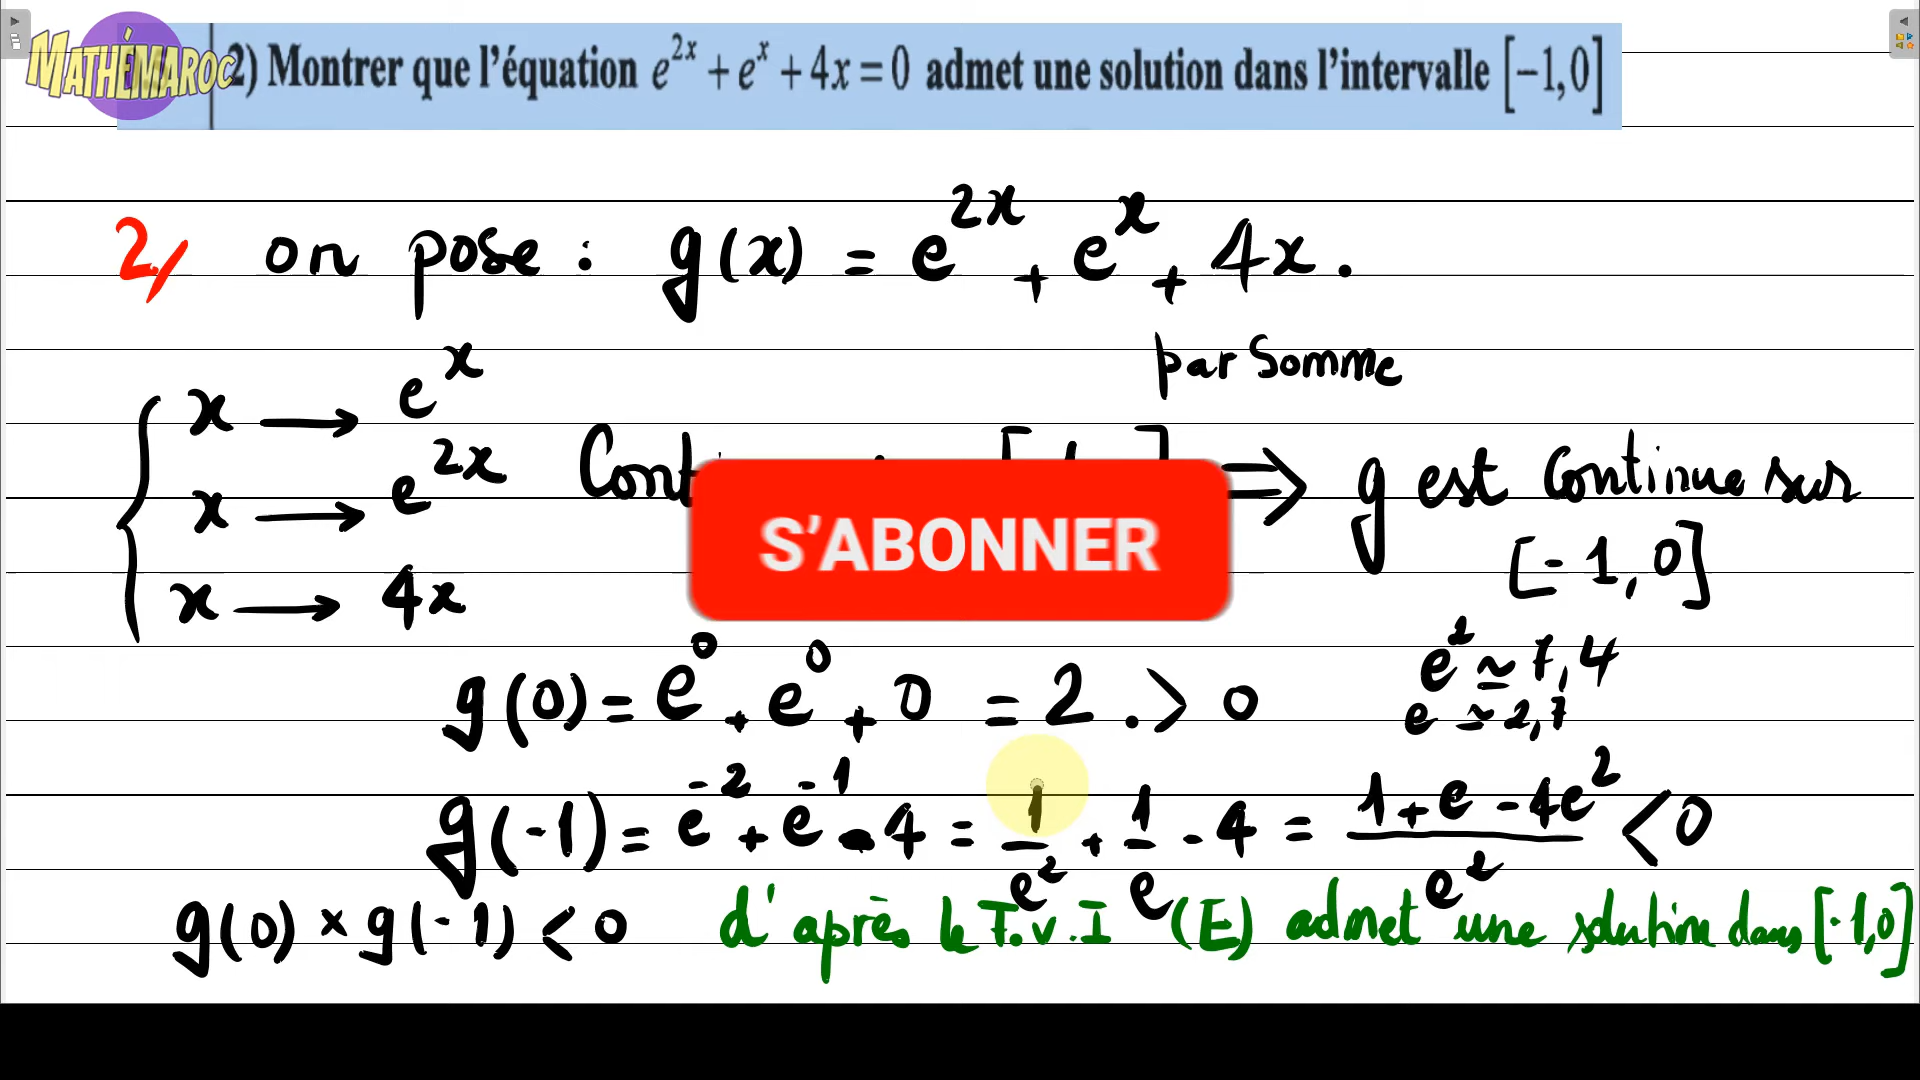 MATHÉMAROC
2) Montrer que l'équation e^{2x} + e^x + 4x = 0 admet une solution dans l'intervalle [-1,0]
2/ on pose : g(x) = e^{2x} + e^x + 4x .
par Somme
x → e^x
x → e^{2x} ⇒ g est Continue sur
x → 4x [-1, 0]
e^2 ≃ 7,4
g(0) = e^0 + e^0 + 0 = 2 . > 0
e ≃ 2,7
g(-1) = e^{-2} + e^{-1} - 4 = 1/e^2 + 1/e - 4 = (1 + e - 4e^2)/e^2 < 0
g(0) × g(-1) < 0 d'après le T.V.I (E) admet une solution dans [-1,0]
S'ABONNER